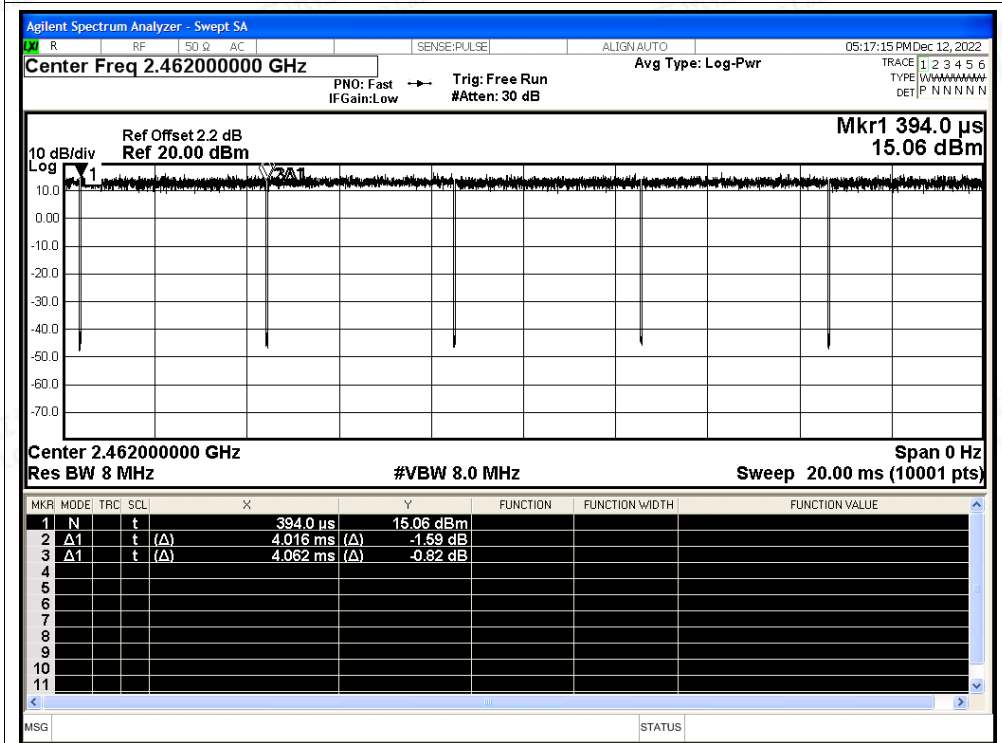 Agilent Spectrum Analyzer - Swept SA
LXI R RF 50 Ω AC SENSE:PULSE ALIGN AUTO 05:17:15 PM Dec 12, 2022
Center Freq 2.462000000 GHz Avg Type: Log-Pwr TRACE 1 2 3 4 5 6
PNO: Fast Trig: Free Run TYPE WWWWWW
IFGain:Low #Atten: 30 dB DET P N N N N N
Mkr1 394.0 µs
15.06 dBm
Ref Offset 2.2 dB
10 dB/div Ref 20.00 dBm
Log
1 3Δ1
10.0
0.00
-10.0
-20.0
-30.0
-40.0
-50.0
-60.0
-70.0
Center 2.462000000 GHz Span 0 Hz
Res BW 8 MHz #VBW 8.0 MHz Sweep 20.00 ms (10001 pts)
MKR MODE TRC SCL X Y FUNCTION FUNCTION WIDTH FUNCTION VALUE
1 N t 394.0 µs 15.06 dBm
2 Δ1 t (Δ) 4.016 ms (Δ) -1.59 dB
3 Δ1 t (Δ) 4.062 ms (Δ) -0.82 dB
4
5
6
7
8
9
10
11
MSG STATUS